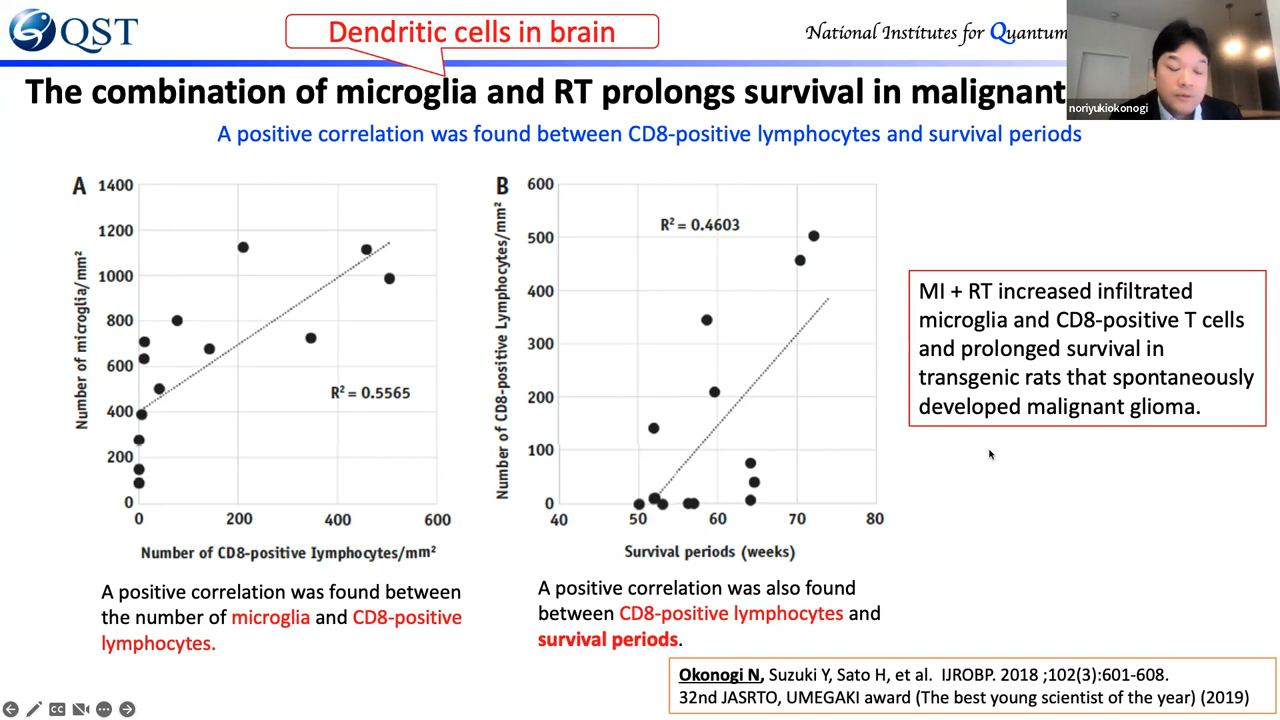 QST
Dendritic cells in brain
National Institutes for Quantum
The combination of microglia and RT prolongs survival in malignant
noriyukiokonogi
A positive correlation was found between CD8-positive lymphocytes and survival periods
A
1400
1200
1000
800
600
400
200
0
Number of microglia/mm²
R² = 0.5565
0 200 400 600
Number of CD8-positive lymphocytes/mm²
A positive correlation was found between
the number of microglia and CD8-positive
lymphocytes.
B
600
500
400
300
200
100
0
Number of CD8-positive Lymphocytes/mm²
R² = 0.4603
40 50 60 70 80
Survival periods (weeks)
A positive correlation was also found
between CD8-positive lymphocytes and
survival periods.
MI + RT increased infiltrated
microglia and CD8-positive T cells
and prolonged survival in
transgenic rats that spontaneously
developed malignant glioma.
Okonogi N, Suzuki Y, Sato H, et al. IJROBP. 2018 ;102(3):601-608.
32nd JASRTO, UMEGAKI award (The best young scientist of the year) (2019)
CC